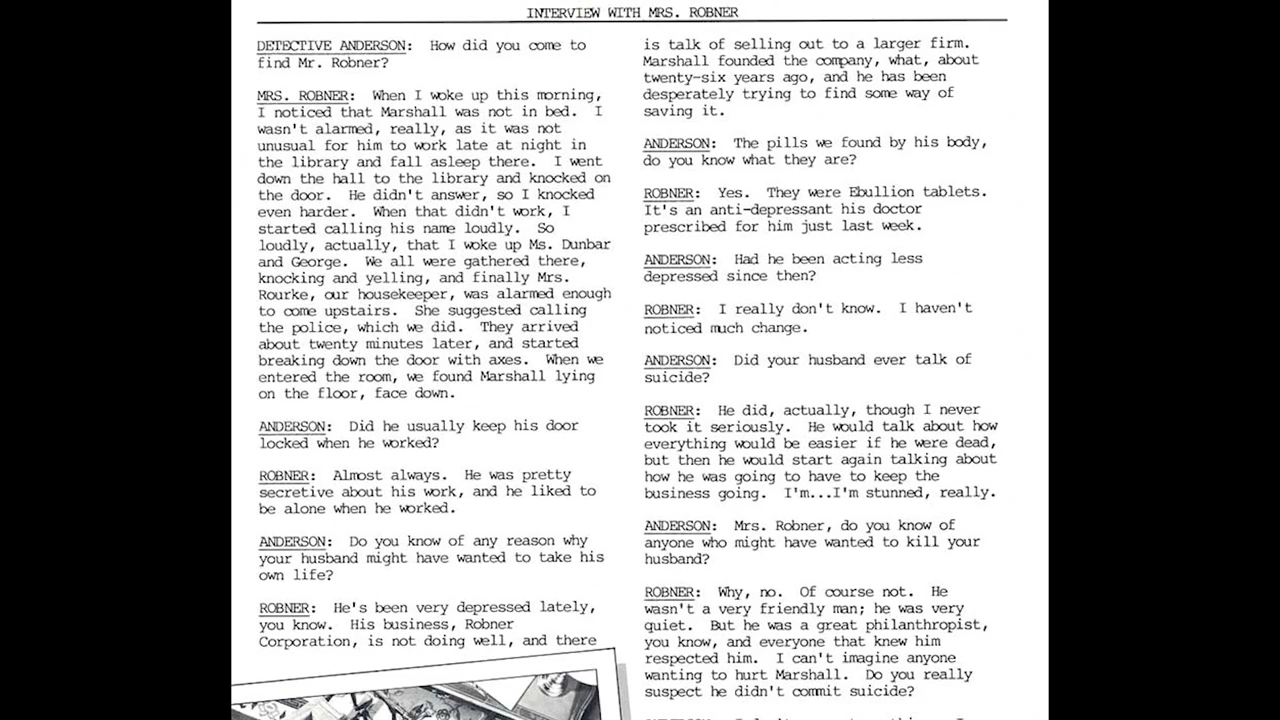 INTERVIEW WITH MRS. ROBNER
DETECTIVE ANDERSON: How did you come to
find Mr. Robner?
MRS. ROBNER: When I woke up this morning,
I noticed that Marshall was not in bed. I
wasn't alarmed, really, as it was not
unusual for him to work late at night in
the library and fall asleep there. I went
down the hall to the library and knocked on
the door. He didn't answer, so I knocked
even harder. When that didn't work, I
started calling his name loudly. So
loudly, actually, that I woke up Ms. Dunbar
and George. We all were gathered there,
knocking and yelling, and finally Mrs.
Rourke, our housekeeper, was alarmed enough
to come upstairs. She suggested calling
the police, which we did. They arrived
about twenty minutes later, and started
breaking down the door with axes. When we
entered the room, we found Marshall lying
on the floor, face down.
ANDERSON: Did he usually keep his door
locked when he worked?
ROBNER: Almost always. He was pretty
secretive about his work, and he liked to
be alone when he worked.
ANDERSON: Do you know of any reason why
your husband might have wanted to take his
own life?
ROBNER: He's been very depressed lately,
you know. His business, Robner
Corporation, is not doing well, and there
is talk of selling out to a larger firm.
Marshall founded the company, what, about
twenty-six years ago, and he has been
desperately trying to find some way of
saving it.
ANDERSON: The pills we found by his body,
do you know what they are?
ROBNER: Yes. They were Ebullion tablets.
It's an anti-depressant his doctor
prescribed for him just last week.
ANDERSON: Had he been acting less
depressed since then?
ROBNER: I really don't know. I haven't
noticed much change.
ANDERSON: Did your husband ever talk of
suicide?
ROBNER: He did, actually, though I never
took it seriously. He would talk about how
everything would be easier if he were dead,
but then he would start again talking about
how he was going to have to keep the
business going. I'm...I'm stunned, really.
ANDERSON: Mrs. Robner, do you know of
anyone who might have wanted to kill your
husband?
ROBNER: Why, no. Of course not. He
wasn't a very friendly man; he was very
quiet. But he was a great philanthropist,
you know, and everyone that knew him
respected him. I can't imagine anyone
wanting to hurt Marshall. Do you really
suspect he didn't commit suicide?